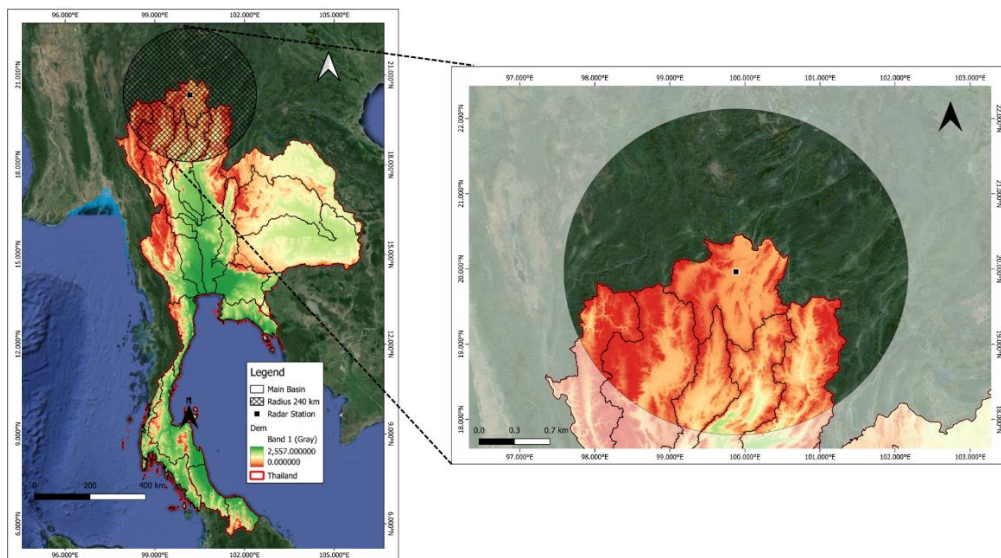 96.000°E 99.000°E 102.000°E 105.000°E
21.000°N 21.000°N
18.000°N 18.000°N
15.000°N 15.000°N
12.000°N 12.000°N
9.000°N 9.000°N
6.000°N 6.000°N
Legend
Main Basin
Radius 240 km
Radar Station
Dem
Band 1 (Gray)
2,557.000000
0.000000
Thailand
0 200 400 km
96.000°E 99.000°E 102.000°E 105.000°E
97.000°E 98.000°E 99.000°E 100.000°E 101.000°E 102.000°E 103.000°E
22.000°N 22.000°N
21.000°N 21.000°N
20.000°N 20.000°N
19.000°N 19.000°N
18.000°N 18.000°N
0.0 0.3 0.7 km
97.000°E 98.000°E 99.000°E 100.000°E 101.000°E 102.000°E 103.000°E